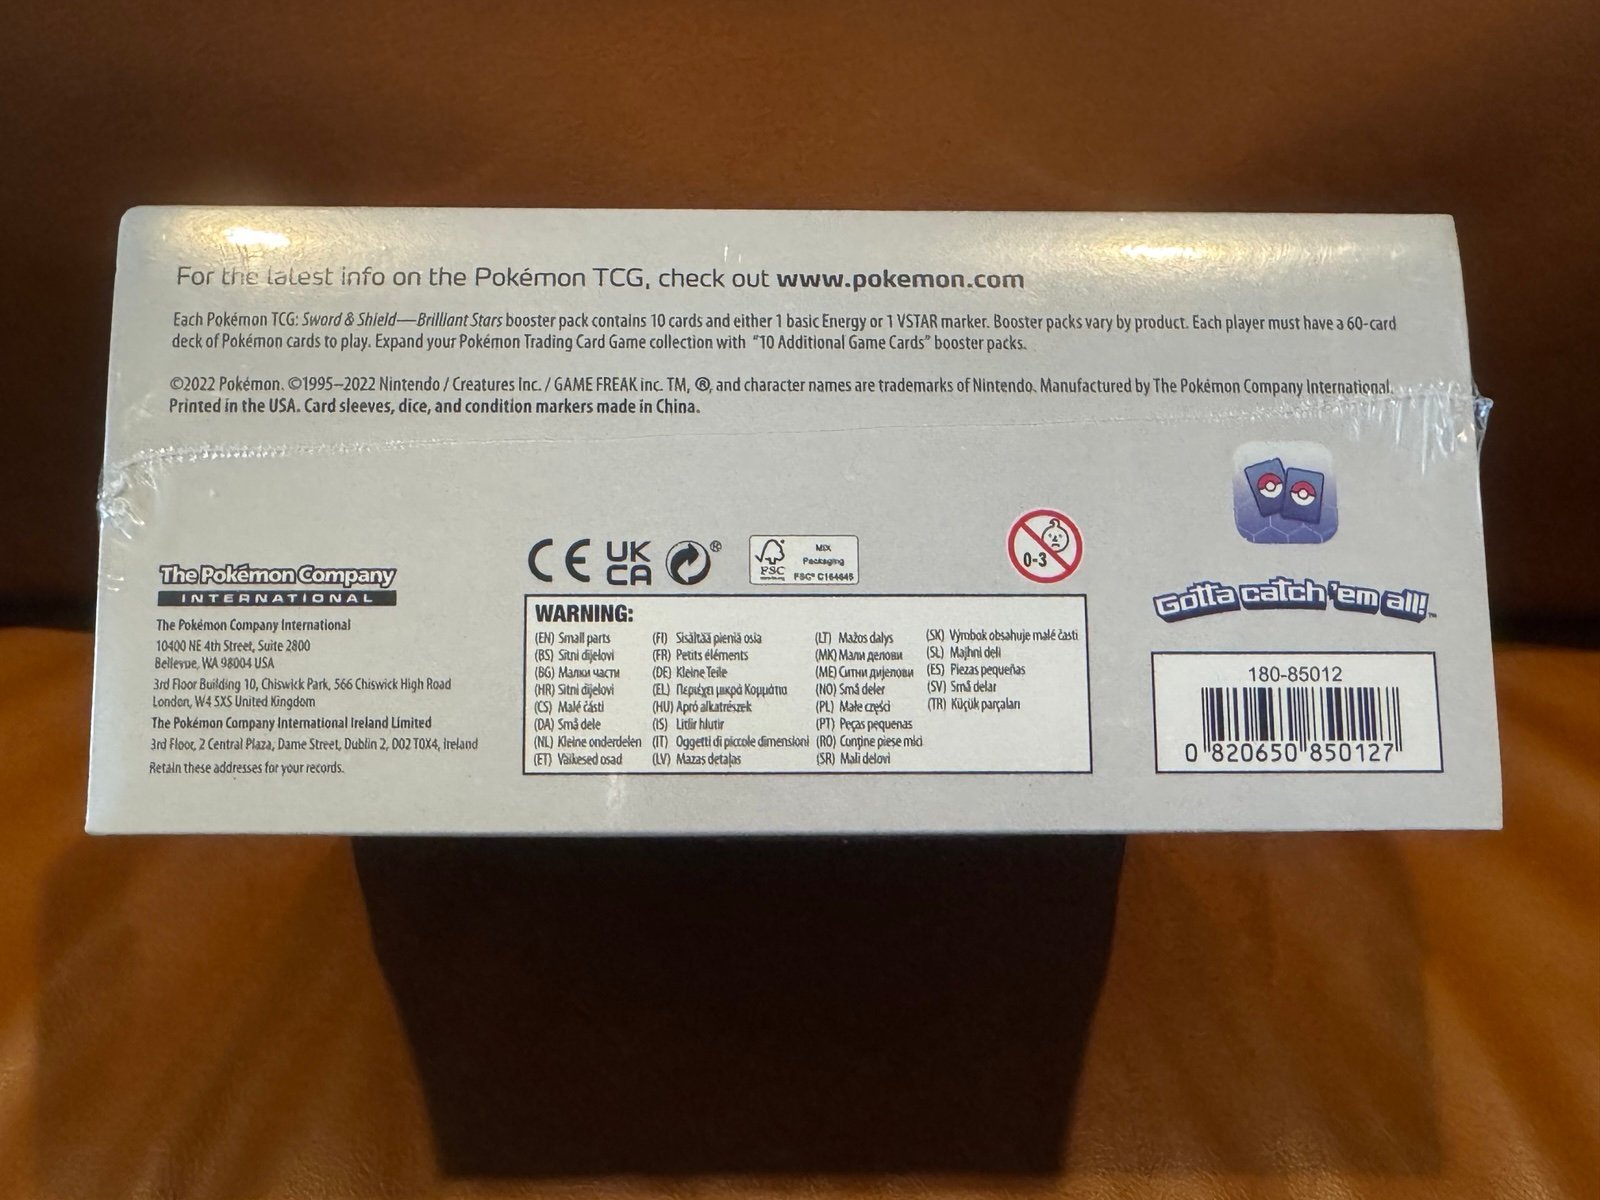 For the latest info on the Pokémon TCG, check out www.pokemon.com
Each Pokémon TCG: Sword & Shield—Brilliant Stars booster pack contains 10 cards and either 1 basic Energy or 1 VSTAR marker. Booster packs vary by product. Each player must have a 60-card
deck of Pokémon cards to play. Expand your Pokémon Trading Card Game collection with "10 Additional Game Cards" booster packs.
©2022 Pokémon. ©1995–2022 Nintendo / Creatures Inc. / GAME FREAK inc. TM, ®, and character names are trademarks of Nintendo. Manufactured by The Pokémon Company International.
Printed in the USA. Card sleeves, dice, and condition markers made in China.
The Pokémon Company
INTERNATIONAL
The Pokémon Company International
10400 NE 4th Street, Suite 2800
Bellevue, WA 98004 USA
3rd Floor Building 10, Chiswick Park, 566 Chiswick High Road
London, W4 5XS United Kingdom
The Pokémon Company International Ireland Limited
3rd Floor, 2 Central Plaza, Dame Street, Dublin 2, D02 T0X4, Ireland
Retain these addresses for your records.
CE
UK
CA
®
FSC
MIX
Packaging
FSC® C164645
0-3
WARNING:
(EN) Small parts
(BS) Sitni dijelovi
(BG) Малки части
(HR) Sitni dijelovi
(CS) Malé části
(DA) Små dele
(NL) Kleine onderdelen
(ET) Väikesed osad
(FI) Sisältää pieniä osia
(FR) Petits éléments
(DE) Kleine Teile
(EL) Περιέχει μικρά Κομμάτια
(HU) Apró alkatrészek
(IS) Litlir hlutir
(IT) Oggetti di piccole dimensioni
(LV) Mazas detaļas
(LT) Mažos dalys
(MK) Мали делови
(ME) Ситни дијелови
(NO) Små deler
(PL) Małe części
(PT) Peças pequenas
(RO) Conține piese mici
(SR) Mali delovi
(SK) Výrobok obsahuje malé časti
(SL) Majhni deli
(ES) Piezas pequeñas
(SV) Små delar
(TR) Küçük parçaları
Gotta catch 'em all!™
180-85012
0 820650 850127